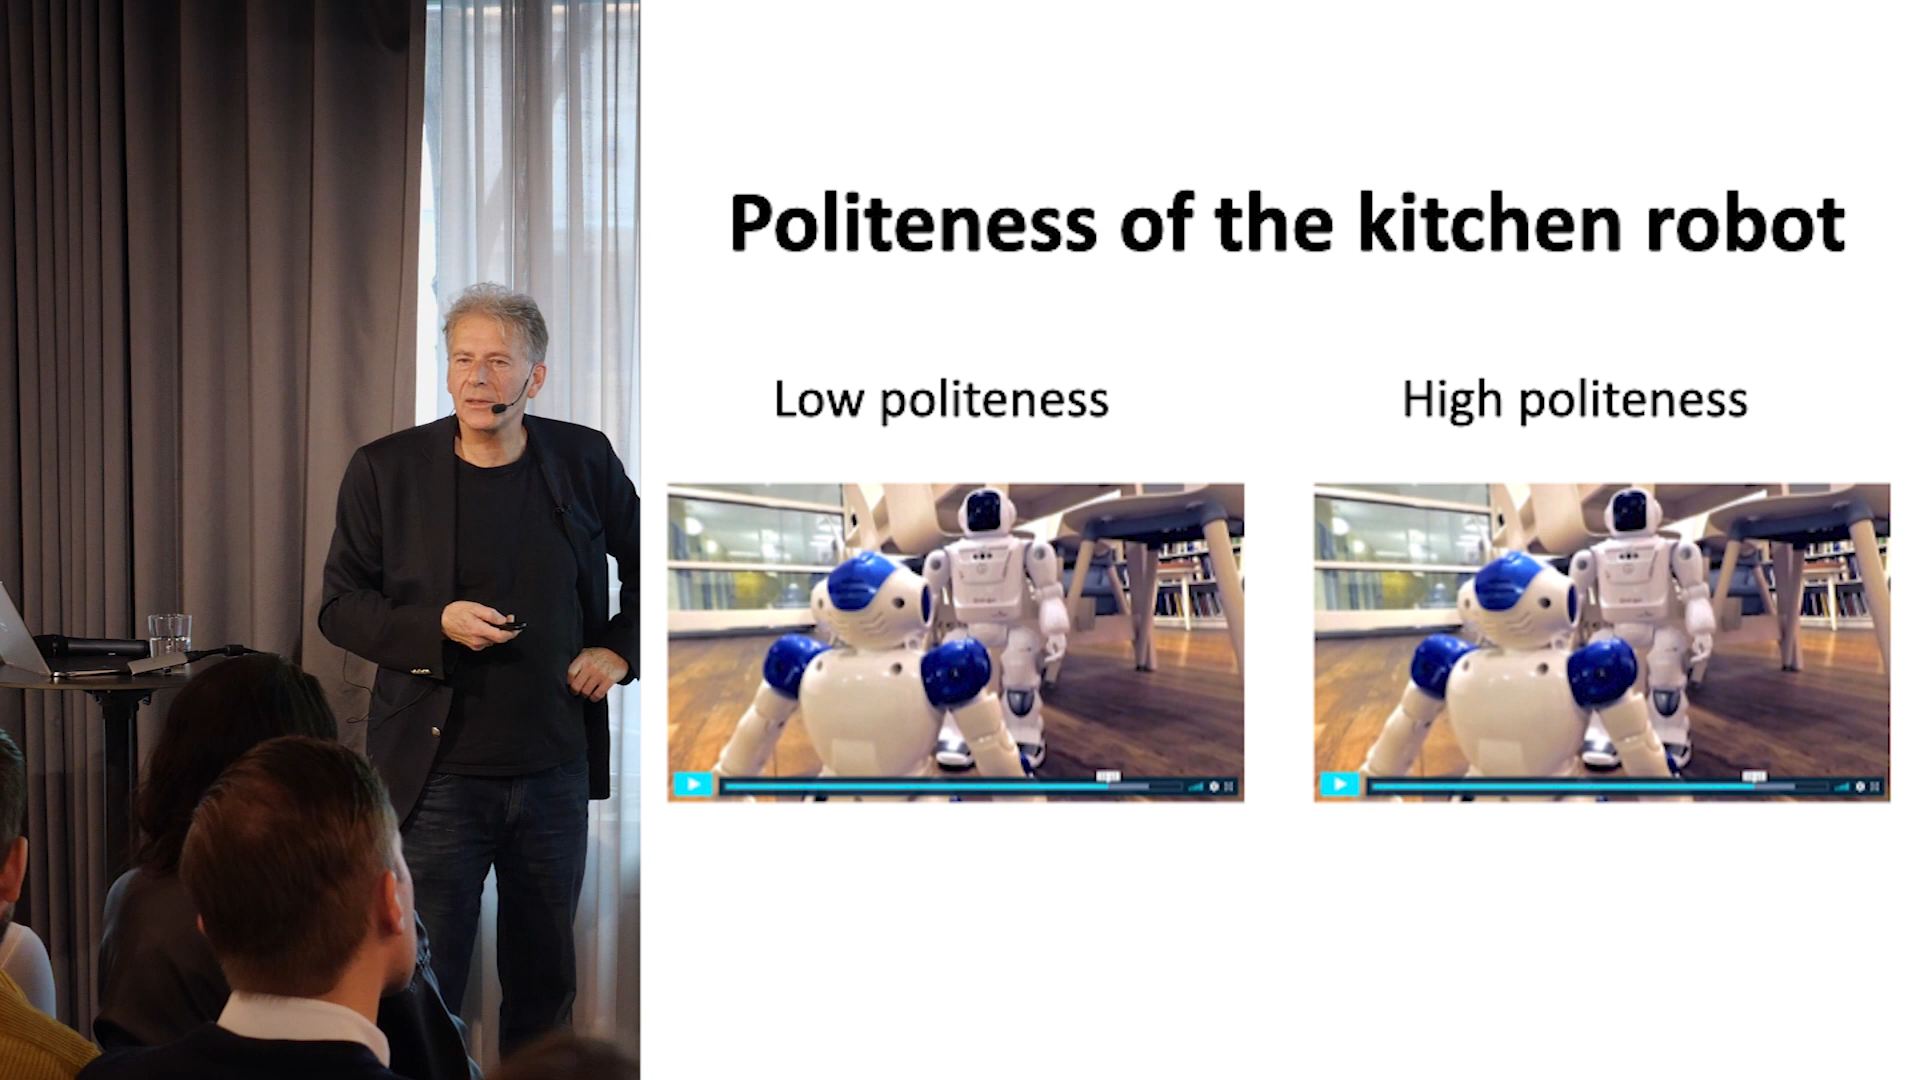 Politeness of the kitchen robot
Low politeness
High politeness